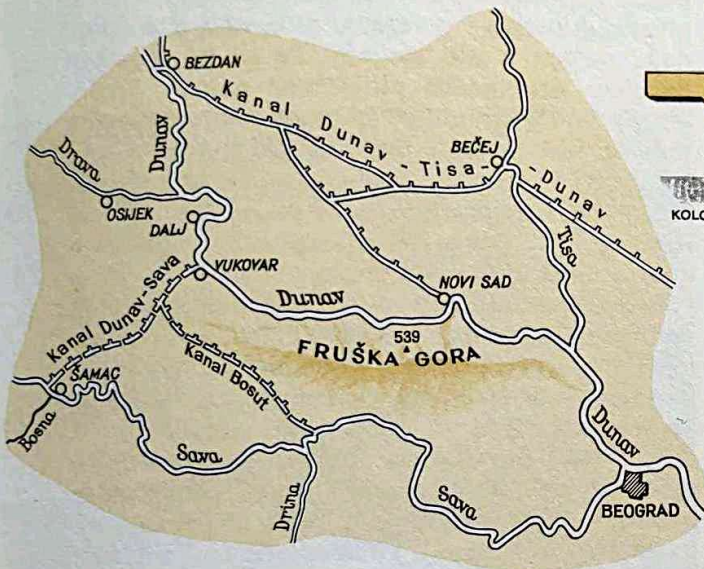 BEZDAN
Kanal Dunav - Tisa - Dunav
BEČEJ
Drava
Dunav
OSIJEK
DALJ
Tisa
KOLO
VUKOVAR
Kanal Dunav-Sava
Dunav
NOVI SAD
539
FRUŠKA GORA
Kanal Bosut
ŠAMAC
Bosna
Sava
Dunav
Drina
Sava
BEOGRAD